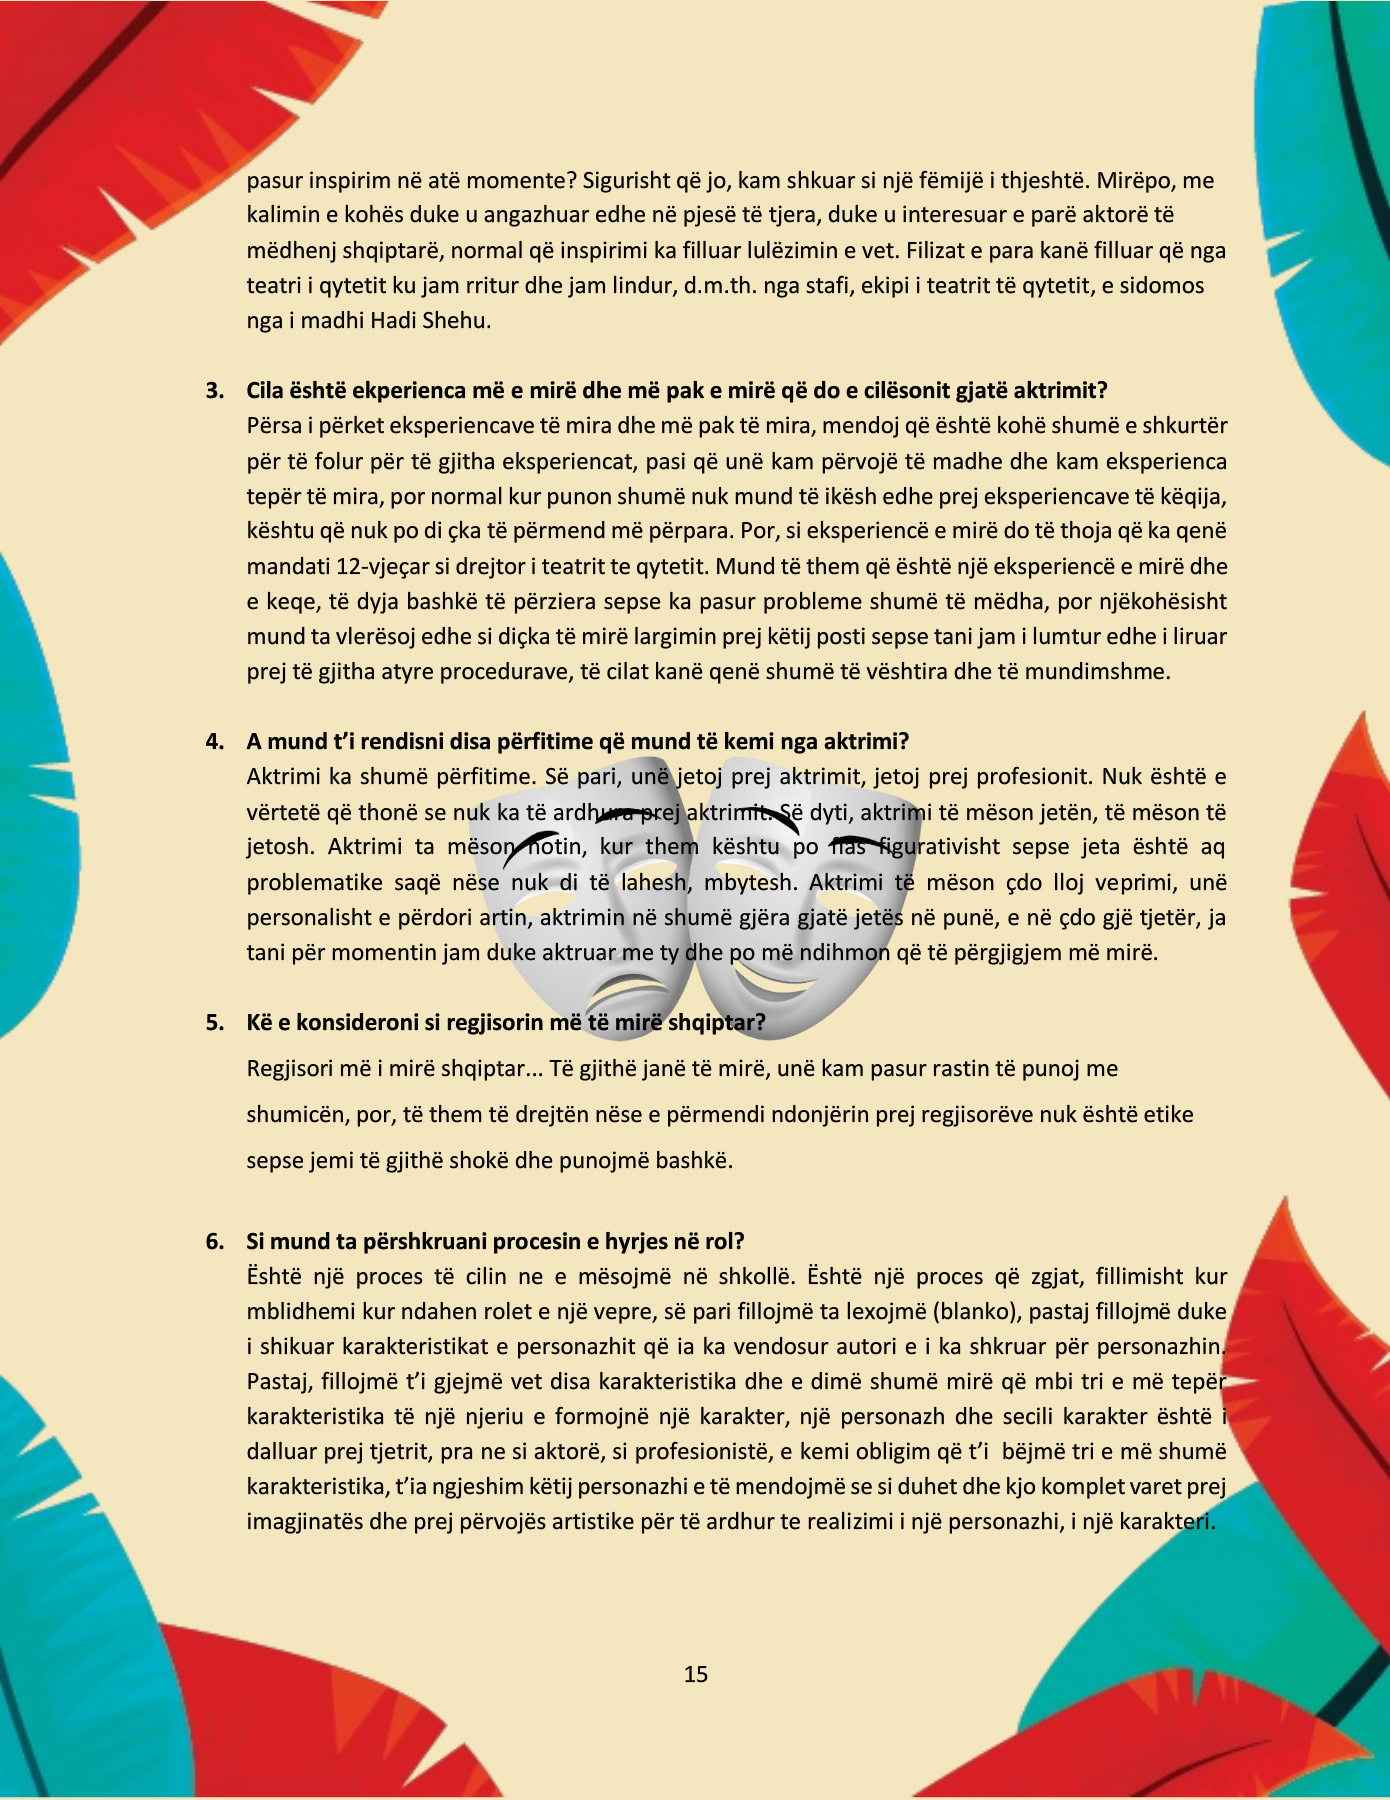 pasur inspirim në atë momente? Sigurisht që jo, kam shkuar si një fëmijë i thjeshtë. Mirëpo, me
kalimin e kohës duke u angazhuar edhe në pjesë të tjera, duke u interesuar e parë aktorë të
mëdhenj shqiptarë, normal që inspirimi ka filluar lulëzimin e vet. Filizat e para kanë filluar që nga
teatri i qytetit ku jam rritur dhe jam lindur, d.m.th. nga stafi, ekipi i teatrit të qytetit, e sidomos
nga i madhi Hadi Shehu.
3. Cila është ekperienca më e mirë dhe më pak e mirë që do e cilësonit gjatë aktrimit?
Përsa i përket eksperiencave të mira dhe më pak të mira, mendoj që është kohë shumë e shkurtër
për të folur për të gjitha eksperiencat, pasi që unë kam përvojë të madhe dhe kam eksperienca
tepër të mira, por normal kur punon shumë nuk mund të ikësh edhe prej eksperiencave të këqija,
kështu që nuk po di çka të përmend më përpara. Por, si eksperiencë e mirë do të thoja që ka qenë
mandati 12-vjeçar si drejtor i teatrit te qytetit. Mund të them që është një eksperiencë e mirë dhe
e keqe, të dyja bashkë të përziera sepse ka pasur probleme shumë të mëdha, por njëkohësisht
mund ta vlerësoj edhe si diçka të mirë largimin prej këtij posti sepse tani jam i lumtur edhe i liruar
prej të gjitha atyre procedurave, të cilat kanë qenë shumë të vështira dhe të mundimshme.
4. A mund t’i rendisni disa përfitime që mund të kemi nga aktrimi?
Aktrimi ka shumë përfitime. Së pari, unë jetoj prej aktrimit, jetoj prej profesionit. Nuk është e
vërtetë që thonë se nuk ka të ardhura prej aktrimit. Së dyti, aktrimi të mëson jetën, të mëson të
jetosh. Aktrimi ta mëson notin, kur them kështu po flas figurativisht sepse jeta është aq
problematike saqë nëse nuk di të lahesh, mbytesh. Aktrimi të mëson çdo lloj veprimi, unë
personalisht e përdori artin, aktrimin në shumë gjëra gjatë jetës në punë, e në çdo gjë tjetër, ja
tani për momentin jam duke aktruar me ty dhe po më ndihmon që të përgjigjem më mirë.
5. Kë e konsideroni si regjisorin më të mirë shqiptar?
Regjisori më i mirë shqiptar... Të gjithë janë të mirë, unë kam pasur rastin të punoj me
shumicën, por, të them të drejtën nëse e përmendi ndonjërin prej regjisorëve nuk është etike
sepse jemi të gjithë shokë dhe punojmë bashkë.
6. Si mund ta përshkruani procesin e hyrjes në rol?
Është një proces të cilin ne e mësojmë në shkollë. Është një proces që zgjat, fillimisht kur
mblidhemi kur ndahen rolet e një vepre, së pari fillojmë ta lexojmë (blanko), pastaj fillojmë duke
i shikuar karakteristikat e personazhit që ia ka vendosur autori e i ka shkruar për personazhin.
Pastaj, fillojmë t’i gjejmë vet disa karakteristika dhe e dimë shumë mirë që mbi tri e më tepër
karakteristika të një njeriu e formojnë një karakter, një personazh dhe secili karakter është i
dalluar prej tjetrit, pra ne si aktorë, si profesionistë, e kemi obligim që t’i bëjmë tri e më shumë
karakteristika, t’ia ngjeshim këtij personazhi e të mendojmë se si duhet dhe kjo komplet varet prej
imagjinatës dhe prej përvojës artistike për të ardhur te realizimi i një personazhi, i një karakteri.
15